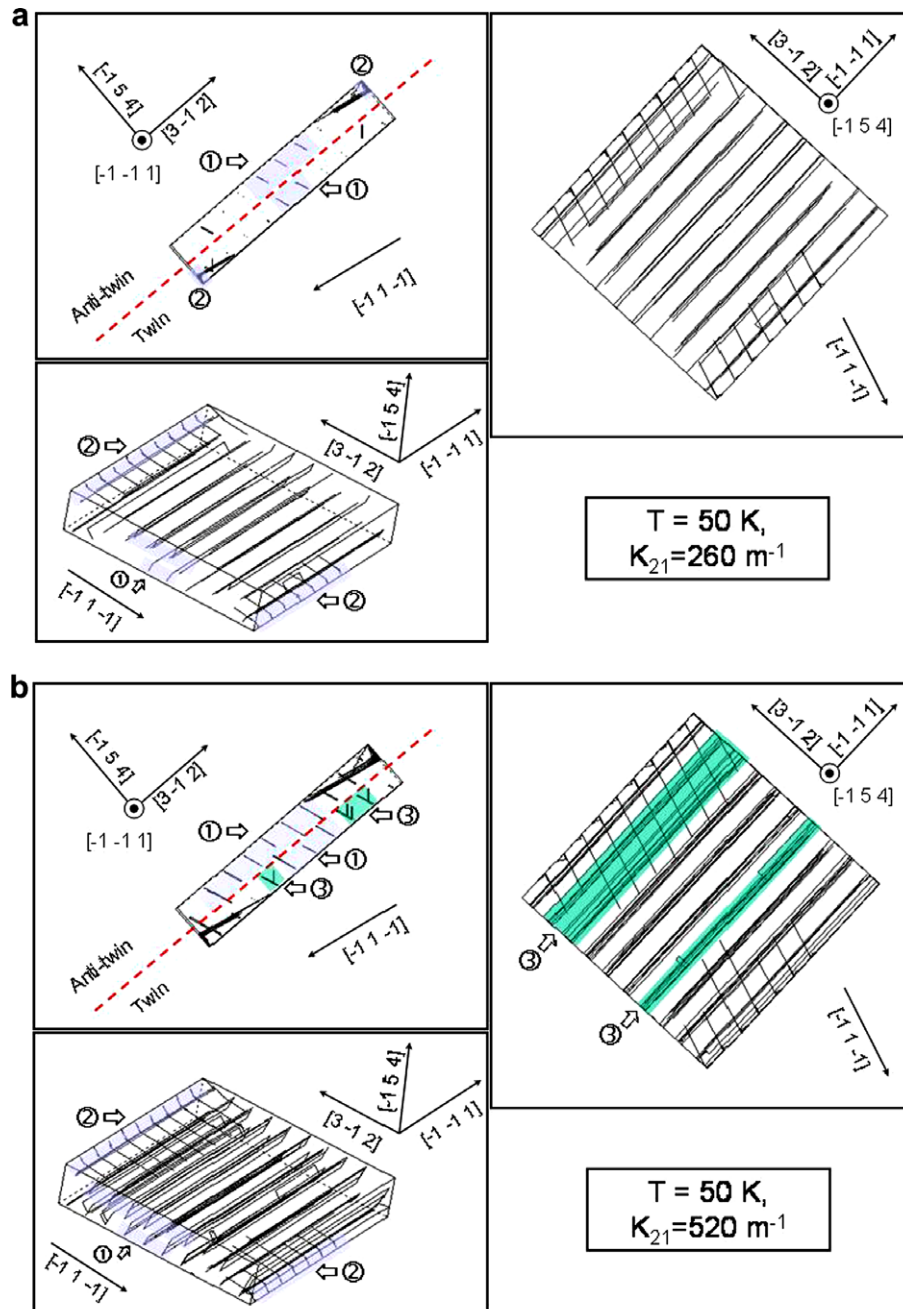 a
[-1 5 4]
[3 -1 2]
[-1 -1 1]
②
①
①
[-1 1 -1]
Anti-twin
Twin
②
[3 -1 2]
[-1 -1 1]
[-1 5 4]
[-1 1 -1]
[-1 5 4]
②
[3 -1 2]
[-1 -1 1]
①
[-1 1 -1]
②
T = 50 K,
K21=260 m-1
b
[-1 5 4]
[3 -1 2]
[-1 -1 1]
①
③
①
③
[-1 1 -1]
Anti-twin
Twin
[3 -1 2]
[-1 -1 1]
[-1 5 4]
③
③
[-1 1 -1]
[-1 5 4]
②
[3 -1 2]
[-1 -1 1]
①
[-1 1 -1]
②
T = 50 K,
K21=520 m-1